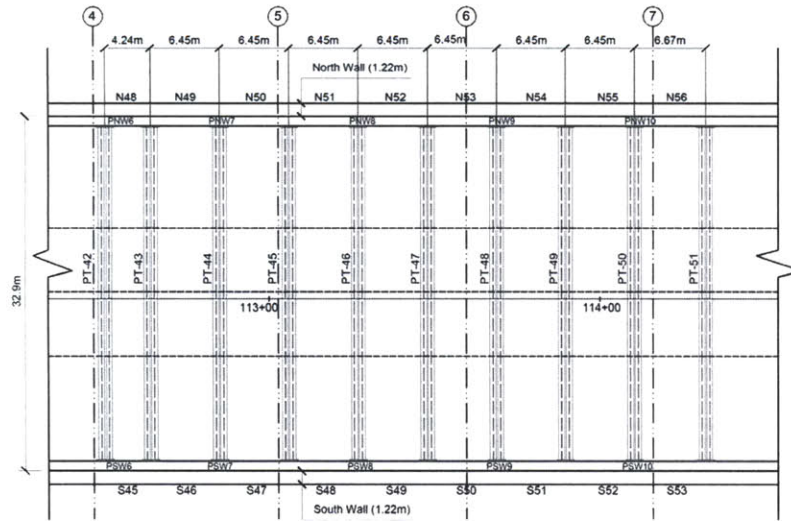 4 5 6 7
4.24m 6.45m 6.45m 6.45m 6.45m 6.45m 6.45m 6.45m 6.67m
North Wall (1.22m)
N48 N49 N50 N51 N52 N53 N54 N55 N56
PNW6 PNW7 PNW8 PNW9 PNW10
32.9m
PT-42 PT-43 PT-44 PT-45 PT-46 PT-47 PT-48 PT-49 PT-50 PT-51
113+00 114+00
PSW6 PSW7 PSW8 PSW9 PSW10
S45 S46 S47 S48 S49 S50 S51 S52 S53
South Wall (1.22m)